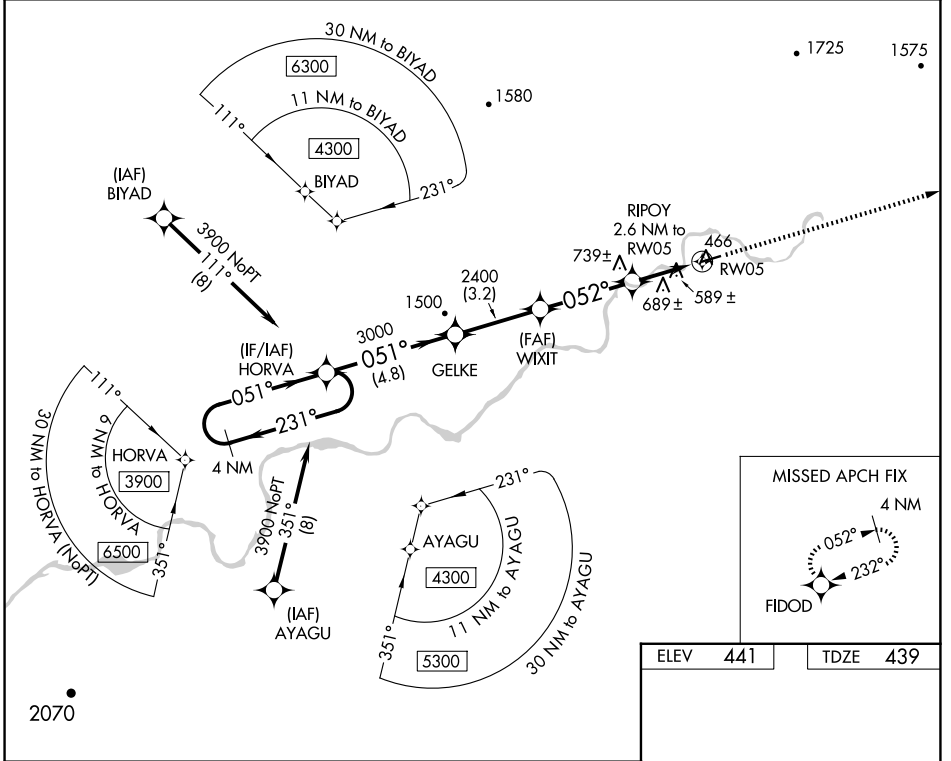 30 NM to BIYAD
6300
11 NM to BIYAD
4300
111°
BIYAD
231°
1580
1725
1575
(IAF)
BIYAD
3900 NoPT
111°
(8)
RIPOY
2.6 NM to
RW05
739±
466
RW05
689±
589 ±
052°
2400
(3.2)
1500
(FAF)
WIXIT
GELKE
3000
051°
(4.8)
(IF/IAF)
HORVA
051°
231°
4 NM
111°
6 NM to HORVA
HORVA
3900
30 NM to HORVA (NoPT)
6500
351°
3900 NoPT
351°
(8)
(IAF)
AYAGU
231°
AYAGU
4300
11 NM to AYAGU
30 NM to AYAGU
351°
5300
2070
MISSED APCH FIX
4 NM
052°
232°
FIDOD
ELEV 441
TDZE 439